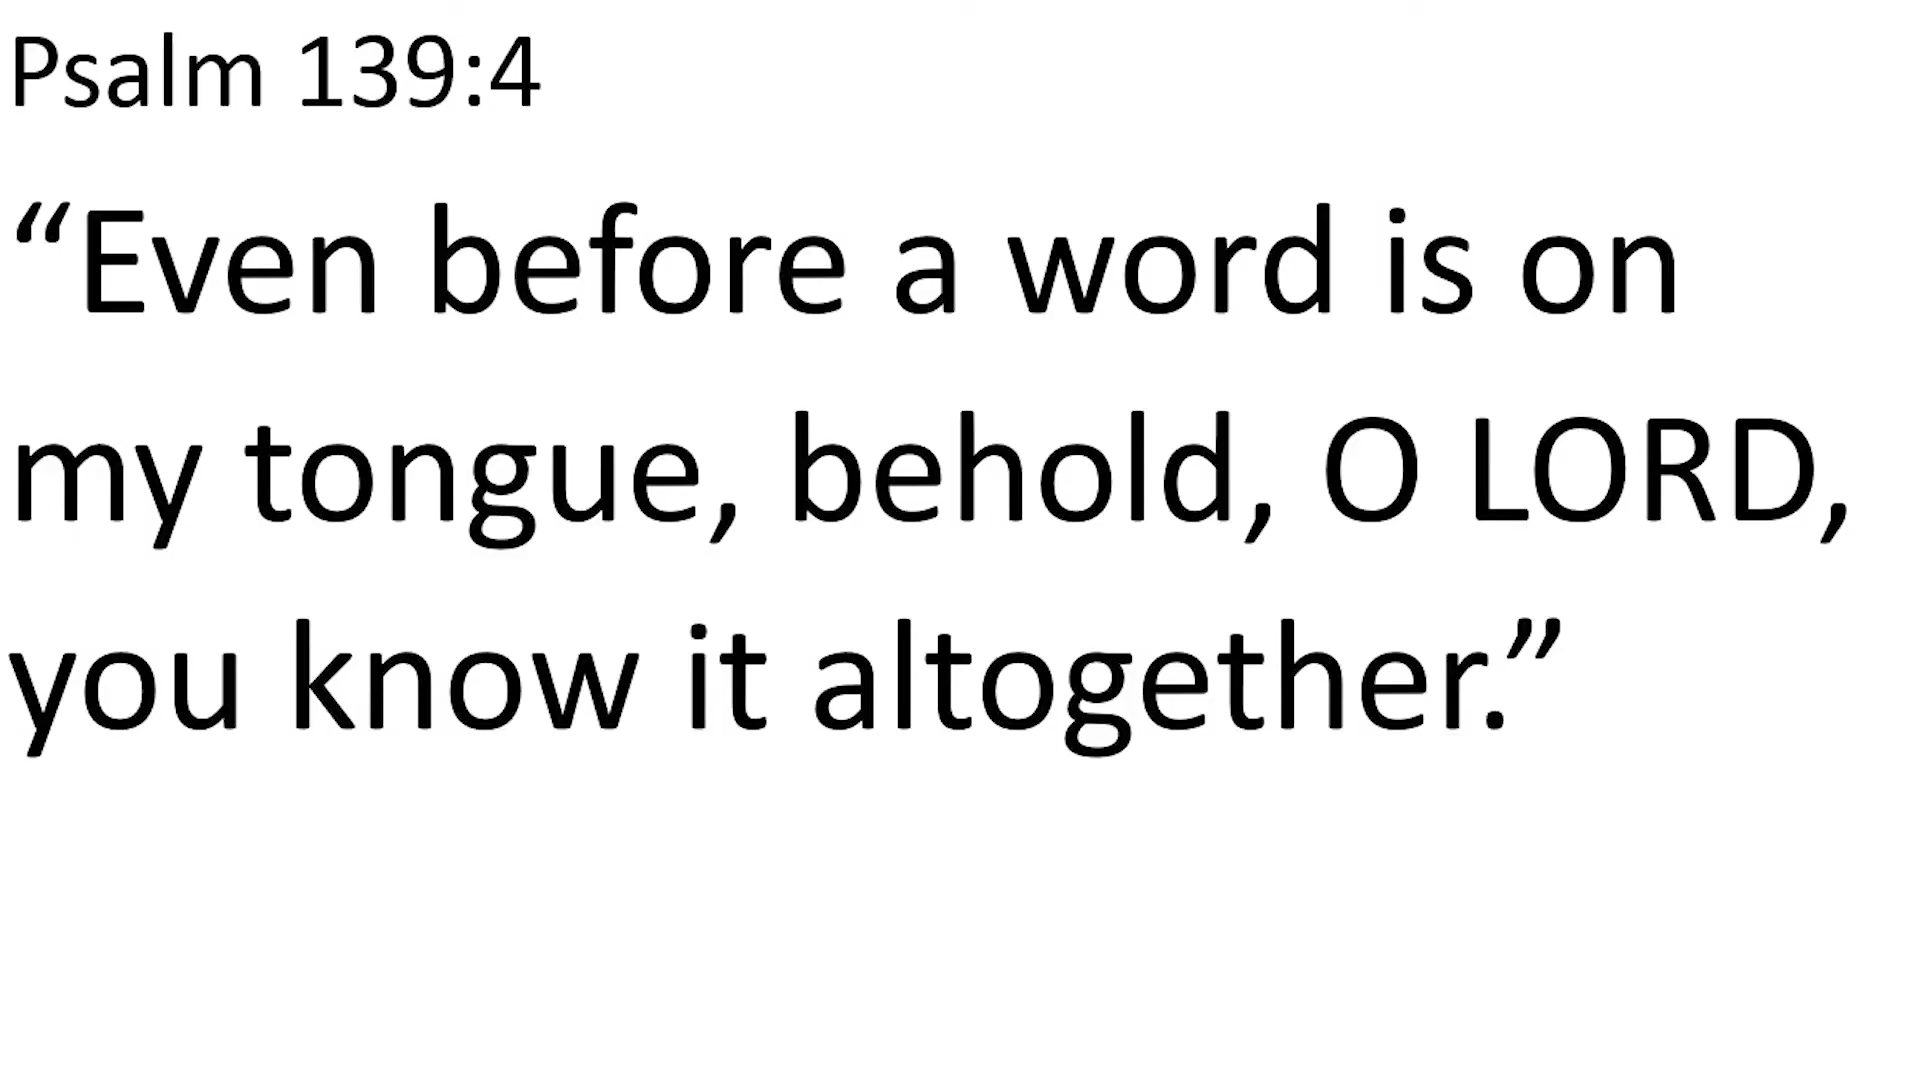 Psalm 139:4
“Even before a word is on
my tongue, behold, O LORD,
you know it altogether.”